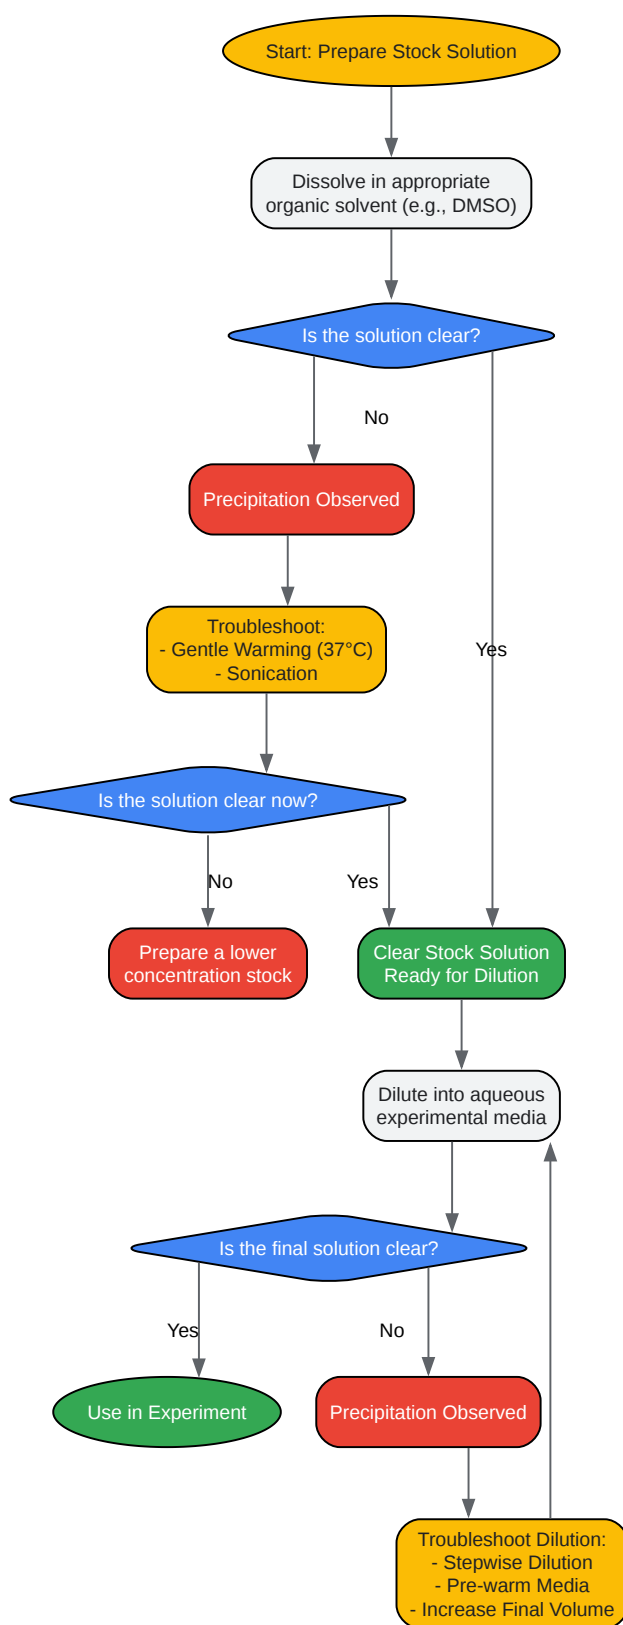 Start: Prepare Stock Solution
Dissolve in appropriate
organic solvent (e.g., DMSO)
Is the solution clear?
No
Precipitation Observed
Troubleshoot:
- Gentle Warming (37°C)
- Sonication
Yes
Is the solution clear now?
No
Yes
Prepare a lower
concentration stock
Clear Stock Solution
Ready for Dilution
Dilute into aqueous
experimental media
Is the final solution clear?
Yes
No
Use in Experiment
Precipitation Observed
Troubleshoot Dilution:
- Stepwise Dilution
- Pre-warm Media
- Increase Final Volume